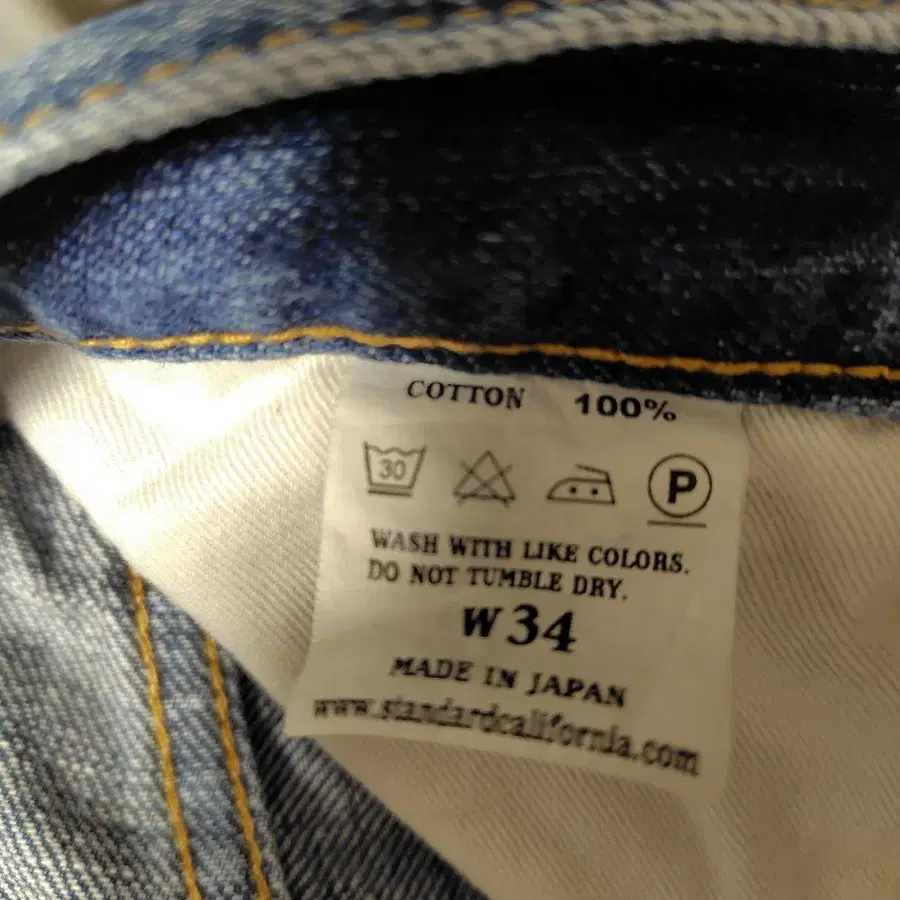 COTTON 100%
30 P
WASH WITH LIKE COLORS.
DO NOT TUMBLE DRY.
W34
MADE IN JAPAN
www.standardcalifornia.com